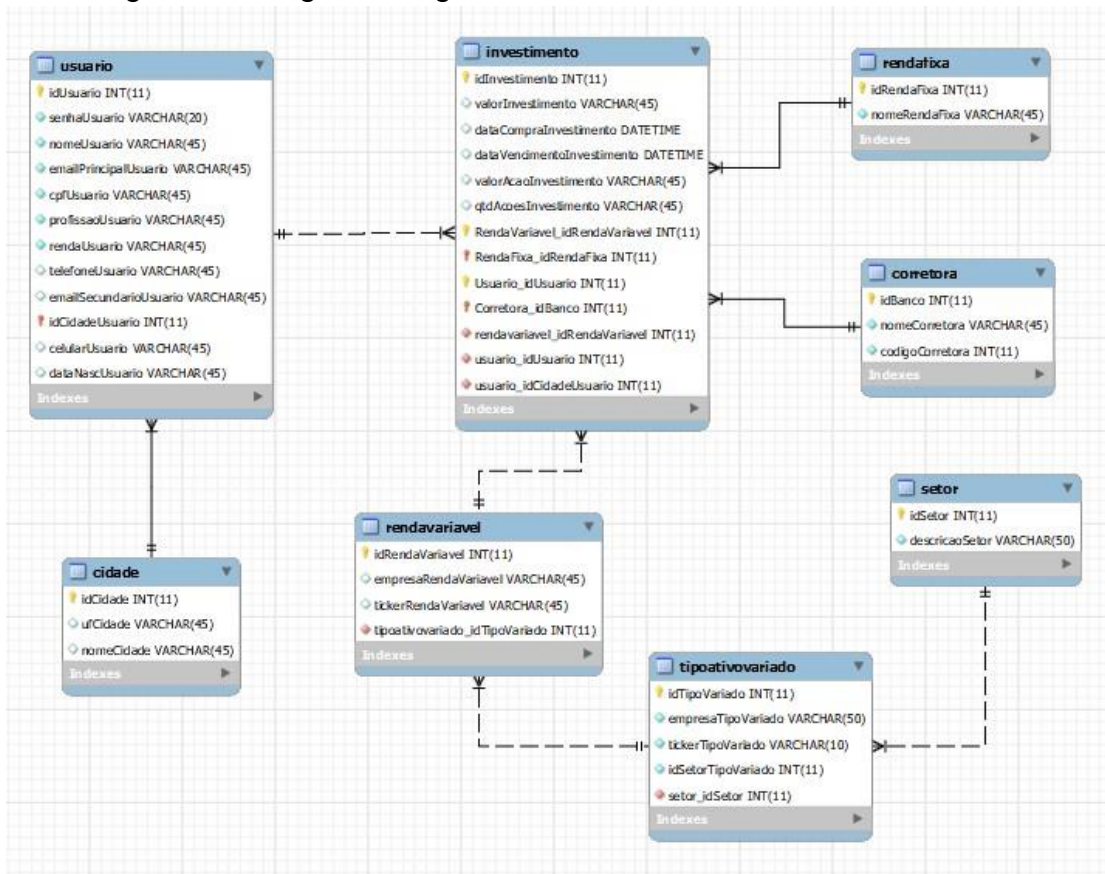 usuario
idUsuario INT(11)
senhaUsuario VARCHAR(20)
nomeUsuario VARCHAR(45)
emailPrincipalUsuario VARCHAR(45)
cpfUsuario VARCHAR(45)
profissaoUsuario VARCHAR(45)
rendaUsuario VARCHAR(45)
telefoneUsuario VARCHAR(45)
emailSecundarioUsuario VARCHAR(45)
idCidadeUsuario INT(11)
celularUsuario VARCHAR(45)
dataNascUsuario VARCHAR(45)
Indexes
investimento
idInvestimento INT(11)
valorInvestimento VARCHAR(45)
dataCompraInvestimento DATETIME
dataVencimentoInvestimento DATETIME
valorAcaoInvestimento VARCHAR(45)
qtdAcoesInvestimento VARCHAR(45)
RendaVariavel_idRendaVariavel INT(11)
RendaFixa_idRendaFixa INT(11)
Usuario_idUsuario INT(11)
Corretora_idBanco INT(11)
rendavariavel_idRendaVariavel INT(11)
usuario_idUsuario INT(11)
usuario_idCidadeUsuario INT(11)
Indexes
rendafixa
idRendaFixa INT(11)
nomeRendaFixa VARCHAR(45)
Indexes
corretora
idBanco INT(11)
nomeCorretora VARCHAR(45)
codigoCorretora INT(11)
Indexes
setor
idSetor INT(11)
descricaoSetor VARCHAR(50)
Indexes
rendavariavel
idRendaVariavel INT(11)
empresaRendaVariavel VARCHAR(45)
tickerRendaVariavel VARCHAR(45)
tipoativovariado_idTipoVariado INT(11)
Indexes
cidade
idCidade INT(11)
ufCidade VARCHAR(45)
nomeCidade VARCHAR(45)
Indexes
tipoativovariado
idTipoVariado INT(11)
empresaTipoVariado VARCHAR(50)
tickerTipoVariado VARCHAR(10)
idSetorTipoVariado INT(11)
setor_idSetor INT(11)
Indexes